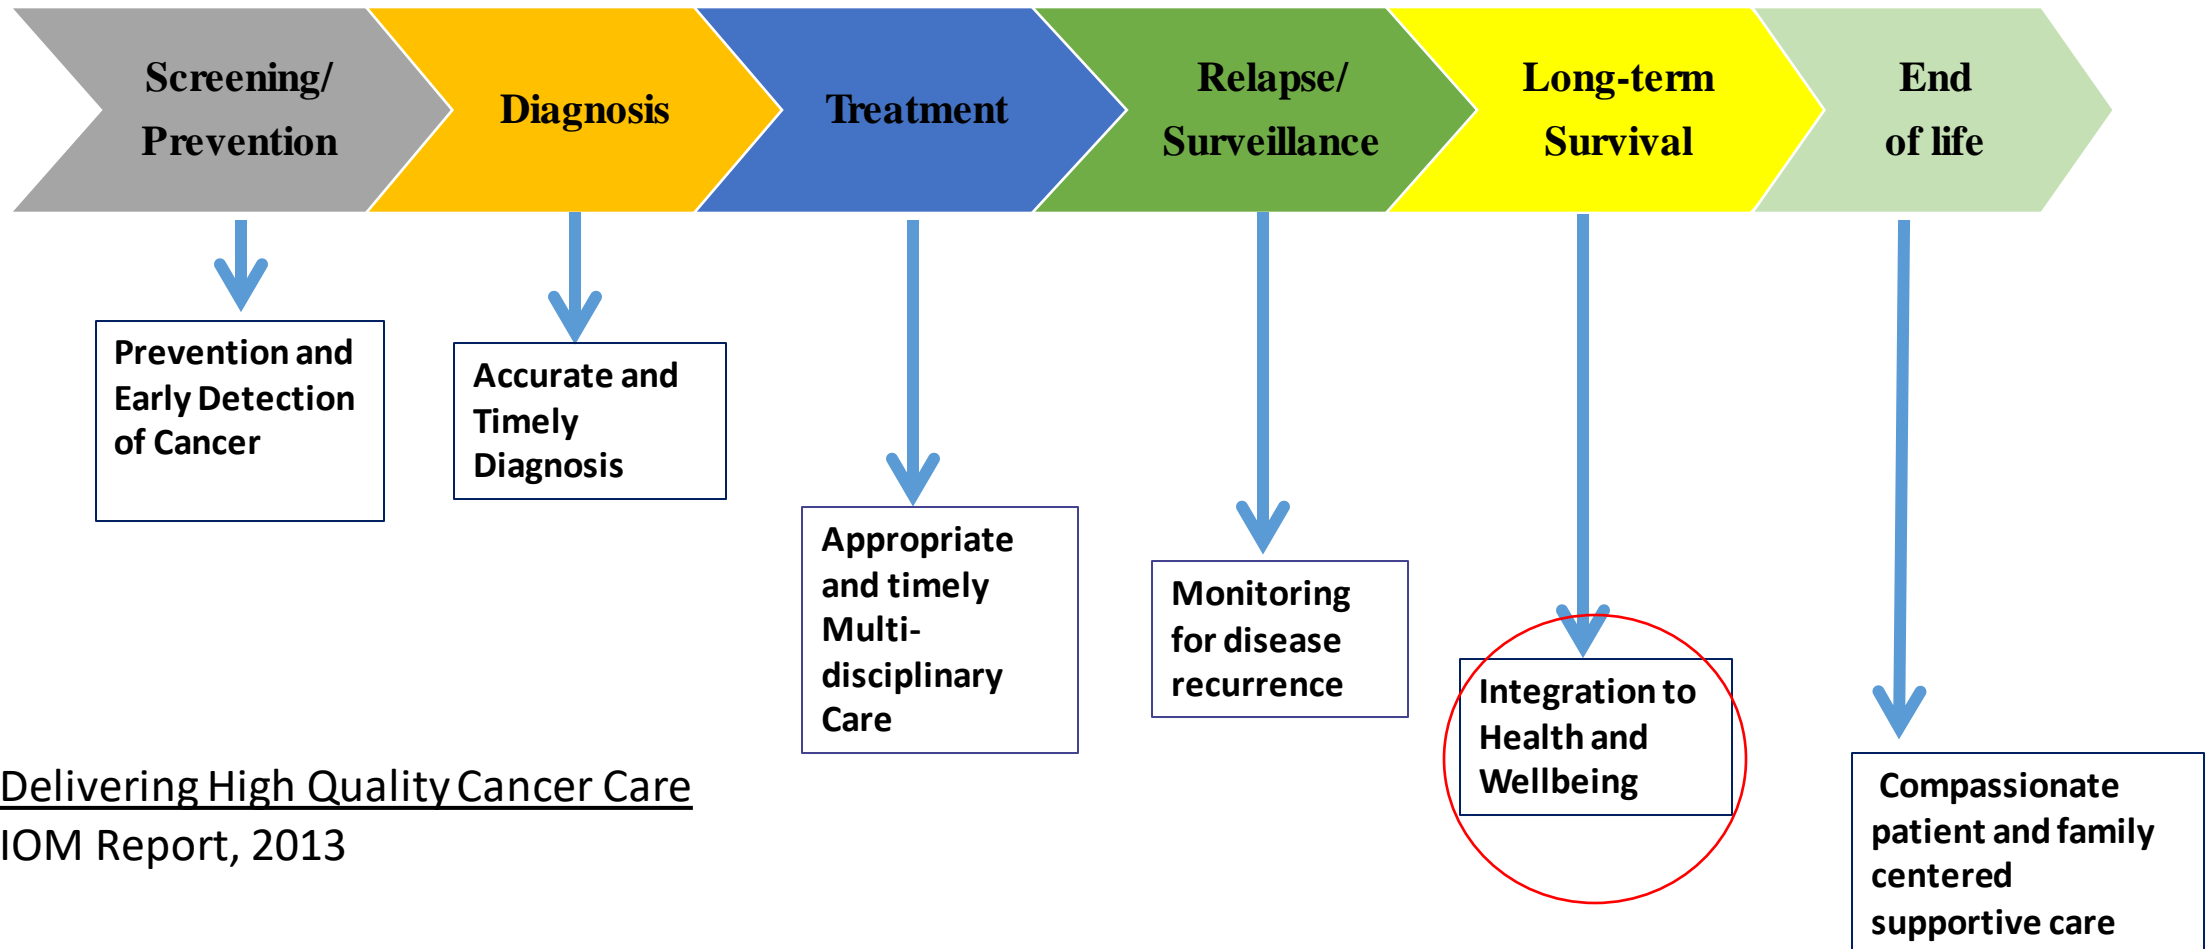 Screening/
Prevention
Diagnosis
Treatment
Relapse/
Surveillance
Long-term
Survival
End
of life
Prevention and
Early Detection
of Cancer
Accurate and
Timely
Diagnosis
Appropriate
and timely
Multi-
disciplinary
Care
Monitoring
for disease
recurrence
Integration to
Health and
Wellbeing
Compassionate
patient and family
centered
supportive care
Delivering High Quality Cancer Care
IOM Report, 2013